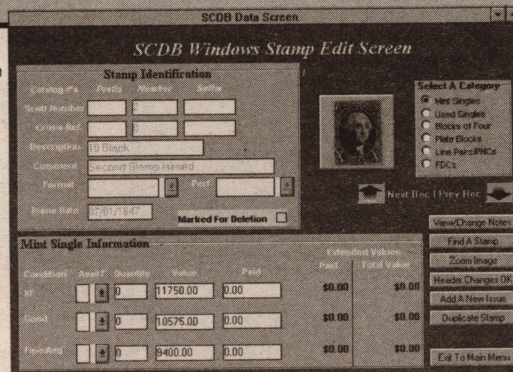 SCDB Data Screen
SCDB Windows Stamp Edit Screen
Stamp Identification
Catalog #'s Prefix Number Suffix
Scott Number 2
Cross Ref. 0
Description 10 Black
Comment Second Stamp Issued
Format Perf
Issue Date 07/01/1847
Marked For Deletion
Select A Category
Mint Singles
Used Singles
Blocks of Four
Plate Blocks
Line Pairs/PNCs
FDCs
X X
Next Rec | Prev Rec
View/Change Notes
Find A Stamp
Zoom Image
Header Changes OK
Add A New Issue
Duplicate Stamp
Exit To Main Menu
Mint Single Information
Extended Values
Condition Avail? Quantity Value Paid Paid Total Value
XF 0 11750.00 0.00 $0.00 $0.00
Good 0 10575.00 0.00 $0.00 $0.00
Fine/Avg 0 9400.00 0.00 $0.00 $0.00